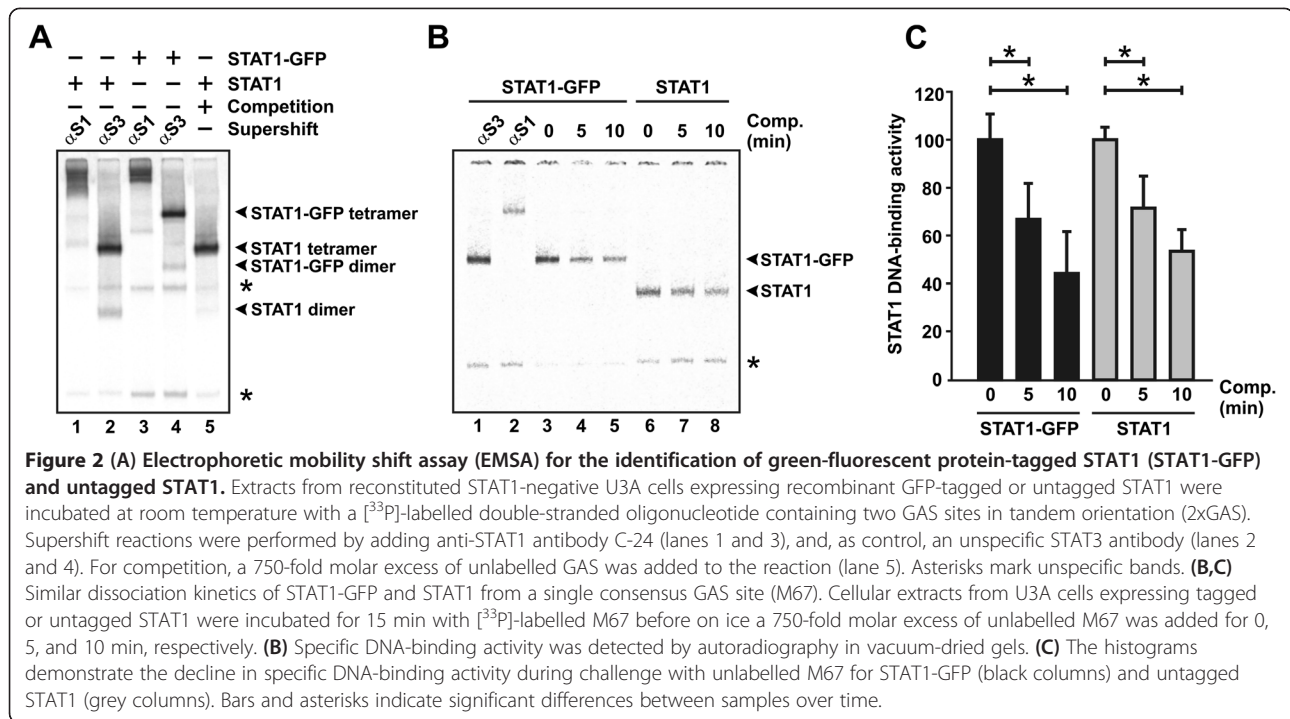 A
B
C
– – + + – STAT1-GFP
+ + – – + STAT1
– – – – + Competition
αS1 αS3 αS1 αS3 – Supershift
STAT1-GFP tetramer
STAT1 tetramer
STAT1-GFP dimer
*
STAT1 dimer
*
1 2 3 4 5
STAT1-GFP STAT1
αS3 αS1 0 5 10 0 5 10 Comp. (min)
STAT1-GFP
STAT1
*
1 2 3 4 5 6 7 8
* *
* *
STAT1 DNA-binding activity
120
100
80
60
40
20
0
0 5 10 0 5 10 Comp. (min)
STAT1-GFP STAT1
Figure 2 (A) Electrophoretic mobility shift assay (EMSA) for the identification of green-fluorescent protein-tagged STAT1 (STAT1-GFP)
and untagged STAT1. Extracts from reconstituted STAT1-negative U3A cells expressing recombinant GFP-tagged or untagged STAT1 were
incubated at room temperature with a [³³P]-labelled double-stranded oligonucleotide containing two GAS sites in tandem orientation (2xGAS).
Supershift reactions were performed by adding anti-STAT1 antibody C-24 (lanes 1 and 3), and, as control, an unspecific STAT3 antibody (lanes 2
and 4). For competition, a 750-fold molar excess of unlabelled GAS was added to the reaction (lane 5). Asterisks mark unspecific bands. (B,C)
Similar dissociation kinetics of STAT1-GFP and STAT1 from a single consensus GAS site (M67). Cellular extracts from U3A cells expressing tagged
or untagged STAT1 were incubated for 15 min with [³³P]-labelled M67 before on ice a 750-fold molar excess of unlabelled M67 was added for 0,
5, and 10 min, respectively. (B) Specific DNA-binding activity was detected by autoradiography in vacuum-dried gels. (C) The histograms
demonstrate the decline in specific DNA-binding activity during challenge with unlabelled M67 for STAT1-GFP (black columns) and untagged
STAT1 (grey columns). Bars and asterisks indicate significant differences between samples over time.